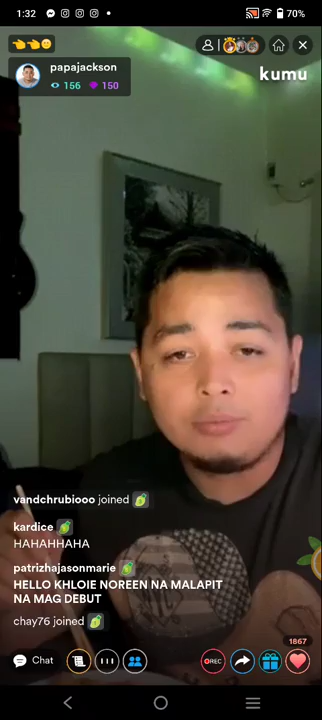 1:32
70%
papajackson
156
150
kumu
vandchrubiooo joined
kardice
HAHAHHAHA
patrizhajasonmarie
HELLO KHLOIE NOREEN NA MALAPIT
NA MAG DEBUT
chay76 joined
Chat
REC
1867